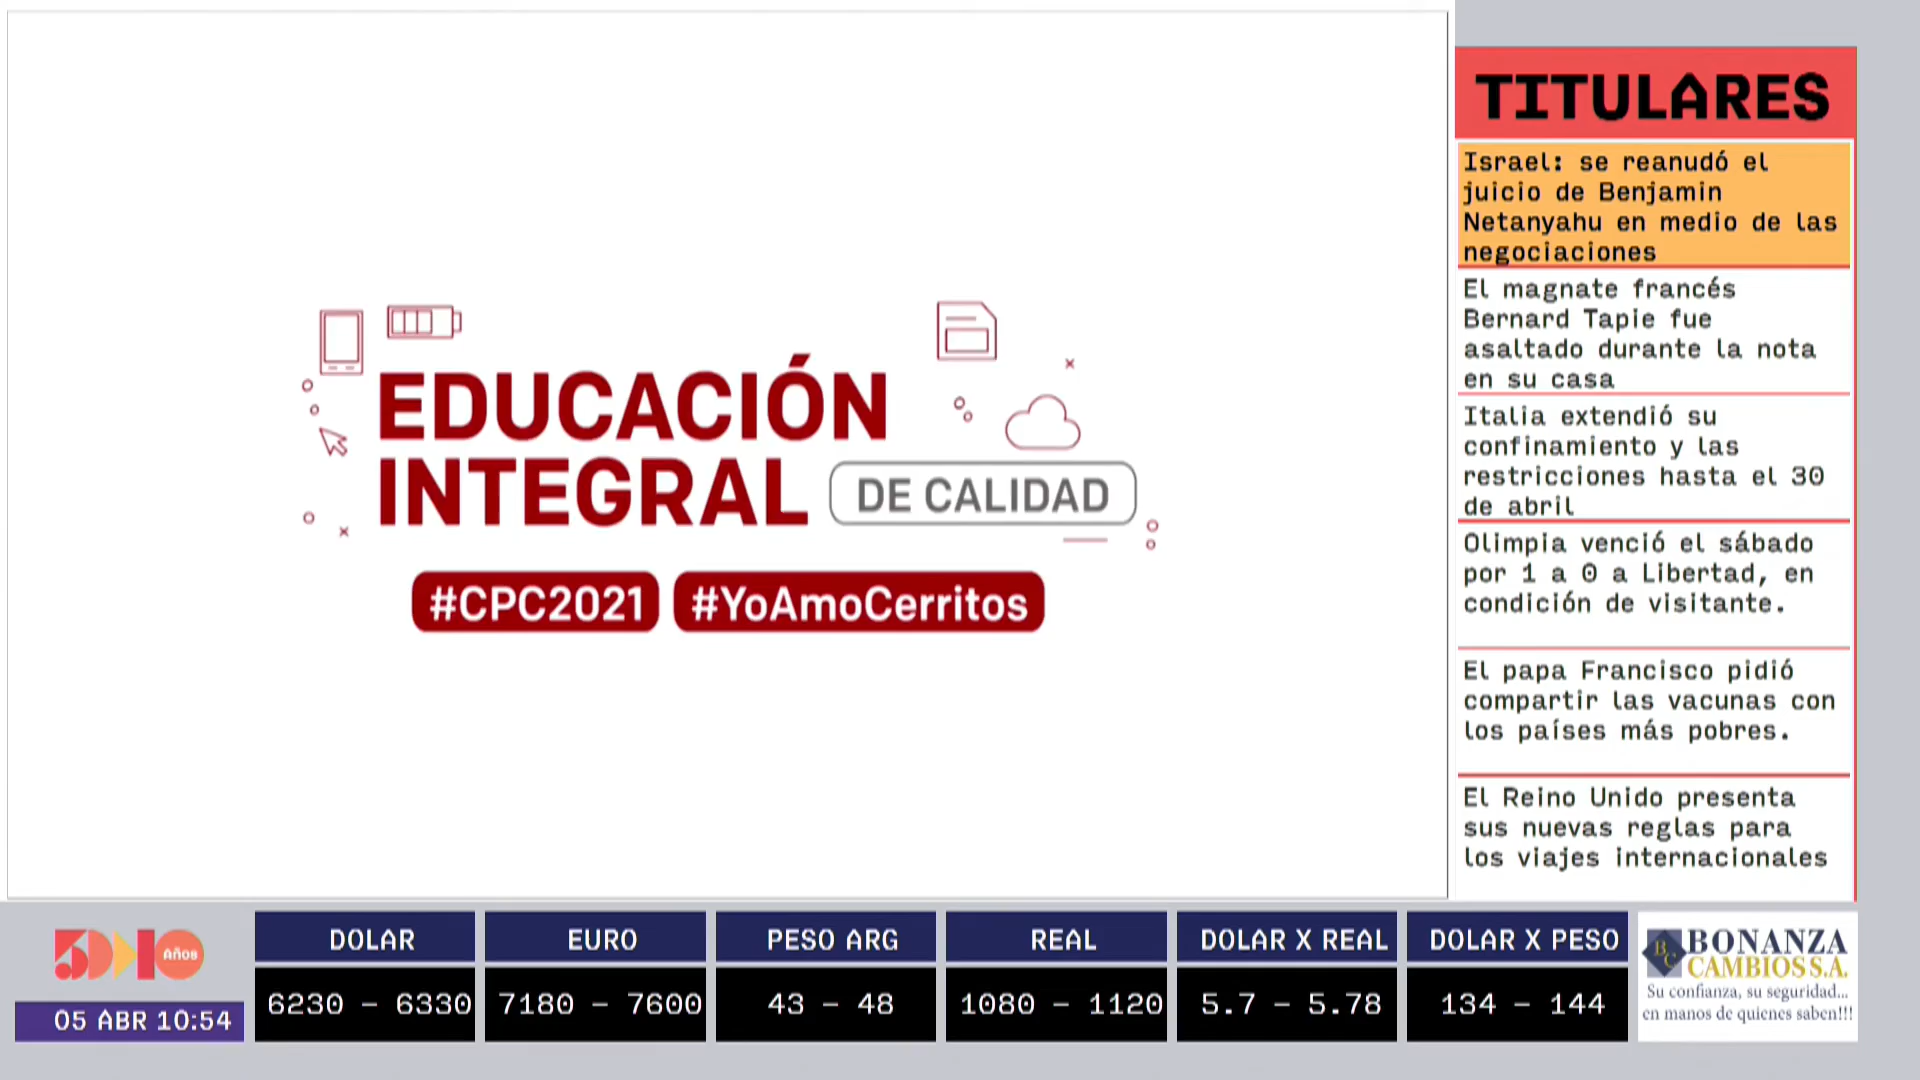 EDUCACIÓN
INTEGRAL DE CALIDAD
#CPC2021 #YoAmoCerritos
TITULARES
Israel: se reanudó el
juicio de Benjamin
Netanyahu en medio de las
negociaciones
El magnate francés
Bernard Tapie fue
asaltado durante la nota
en su casa
Italia extendió su
confinamiento y las
restricciones hasta el 30
de abril
Olimpia venció el sábado
por 1 a 0 a Libertad, en
condición de visitante.
El papa Francisco pidió
compartir las vacunas con
los países más pobres.
El Reino Unido presenta
sus nuevas reglas para
los viajes internacionales
Años
05 ABR 10:54
DOLAR
6230 - 6330
EURO
7180 - 7600
PESO ARG
43 - 48
REAL
1080 - 1120
DOLAR X REAL
5.7 - 5.78
DOLAR X PESO
134 - 144
BC
BONANZA
CAMBIOS S.A.
Su confianza, su seguridad...
en manos de quienes saben!!!